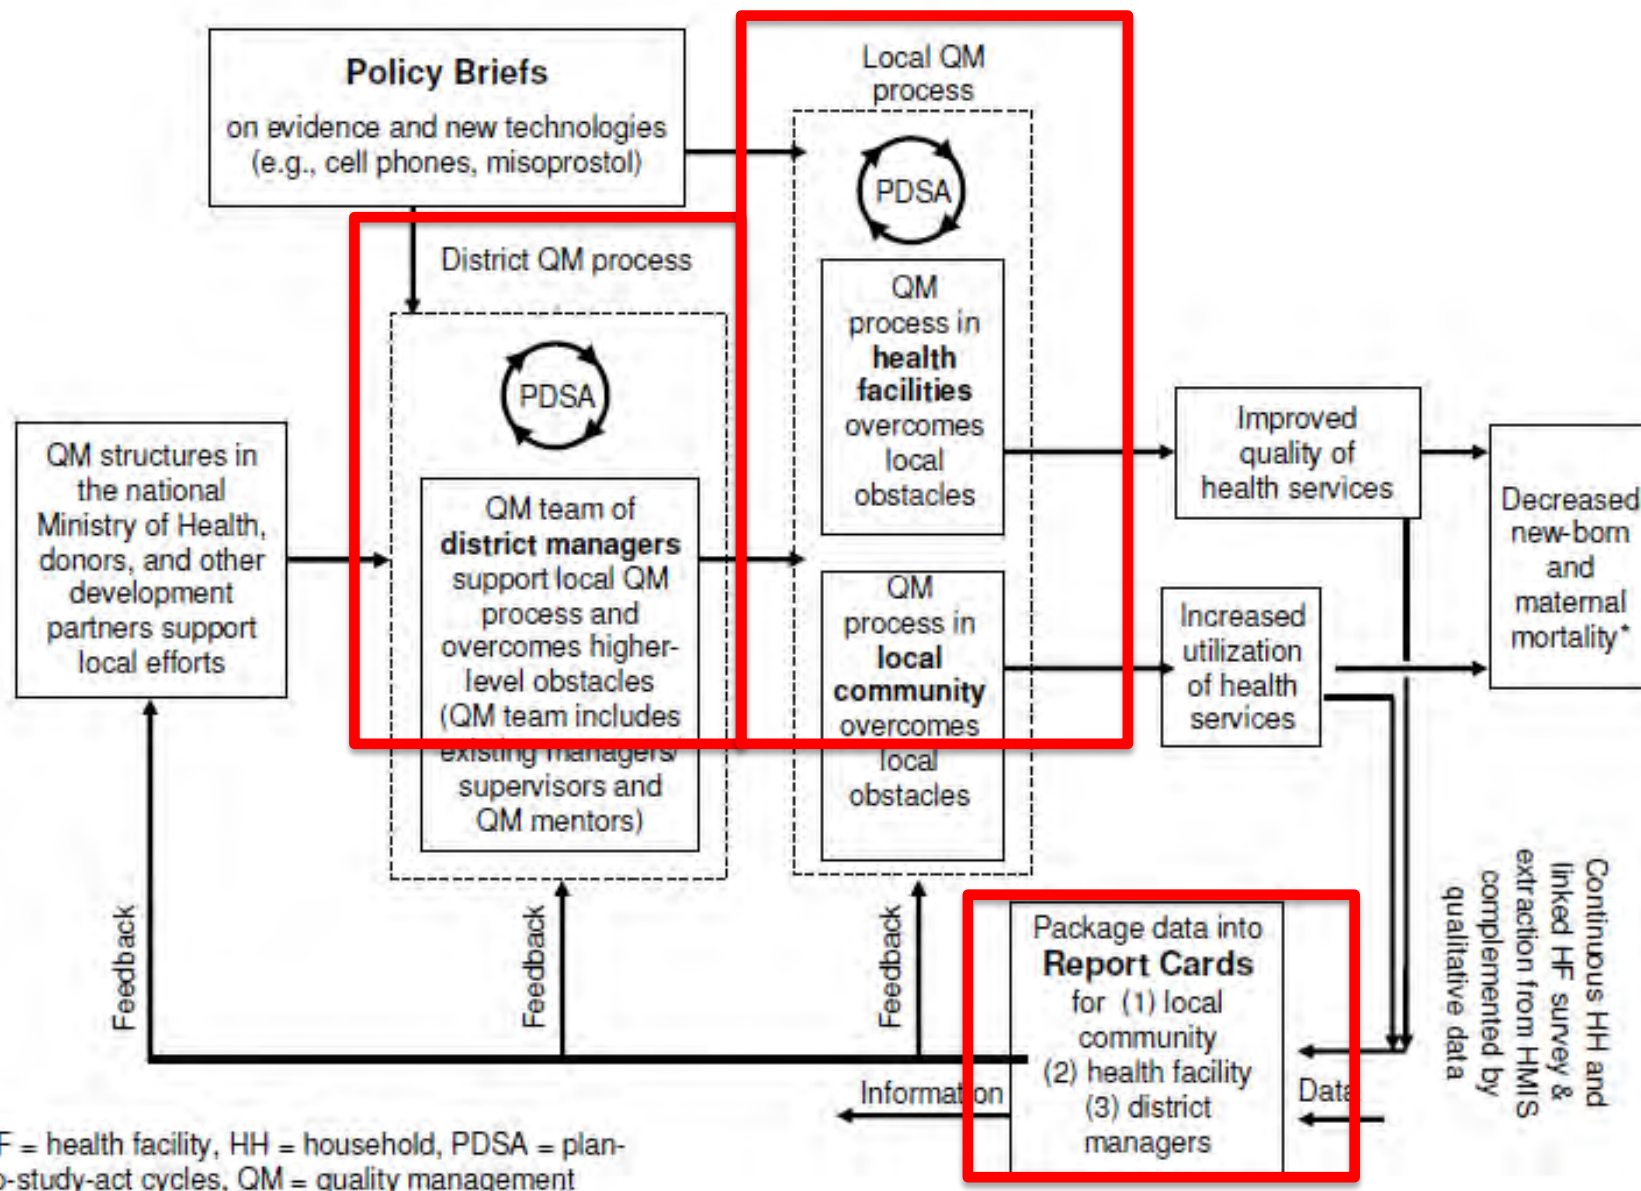 Policy Briefs
on evidence and new technologies
(e.g., cell phones, misoprostol)
Local QM
process
PDSA
QM
process in
health
facilities
overcomes
local
obstacles
QM
process in
local
community
overcomes
local
obstacles
District QM process
PDSA
QM team of
district managers
support local QM
process and
overcomes higher-
level obstacles
(QM team includes
existing managers/
supervisors and
QM mentors)
QM structures in
the national
Ministry of Health,
donors, and other
development
partners support
local efforts
Improved
quality of
health services
Increased
utilization
of health
services
Decreased
new-born
and
maternal
mortality*
Feedback
Feedback
Feedback
Package data into
Report Cards
for (1) local
community
(2) health facility
(3) district
managers
Information
Data
Continuous HH and
linked HF survey &
extraction from HMIS
complemented by
qualitative data
F = health facility, HH = household, PDSA = plan-
o-study-act cycles, QM = quality management